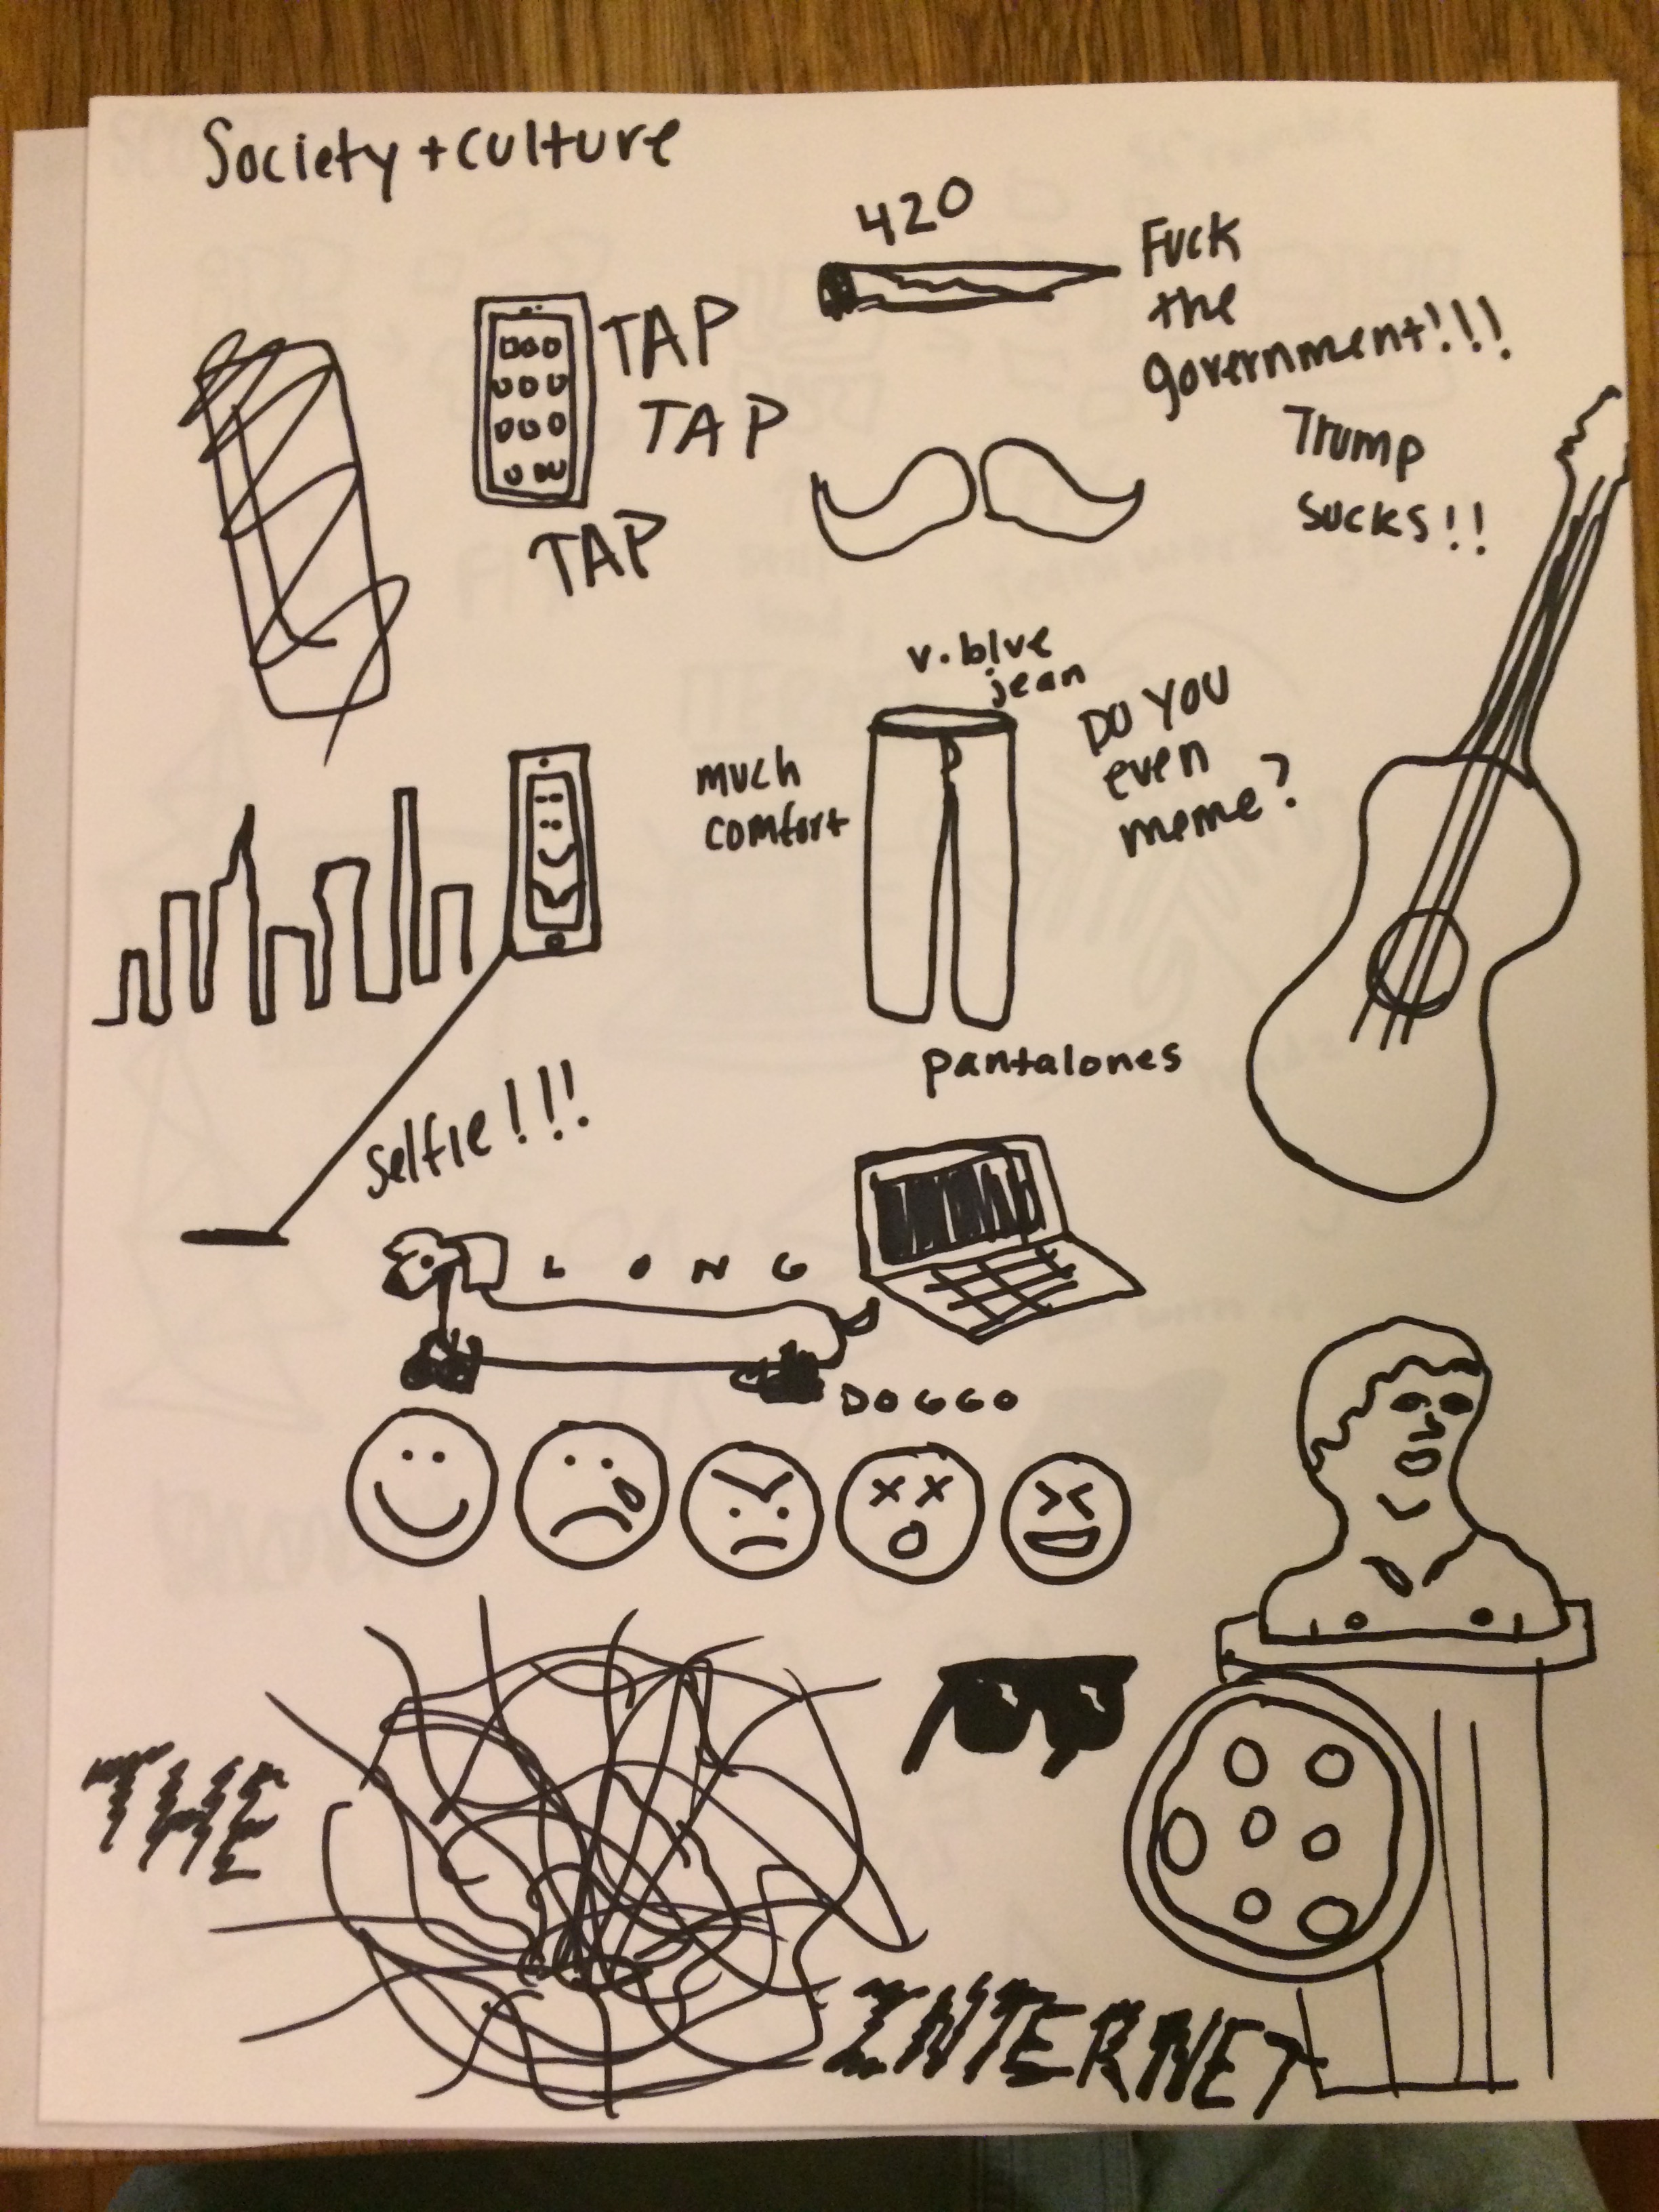 Society + culture
420
Fuck
the
government!!!
TAP
TAP
TAP
Trump
sucks!!
v. blue
jean
much
comfort
DO YOU
even
meme?
pantalones
selfie!!!
LONG
DOGGO
THE
INTERNET